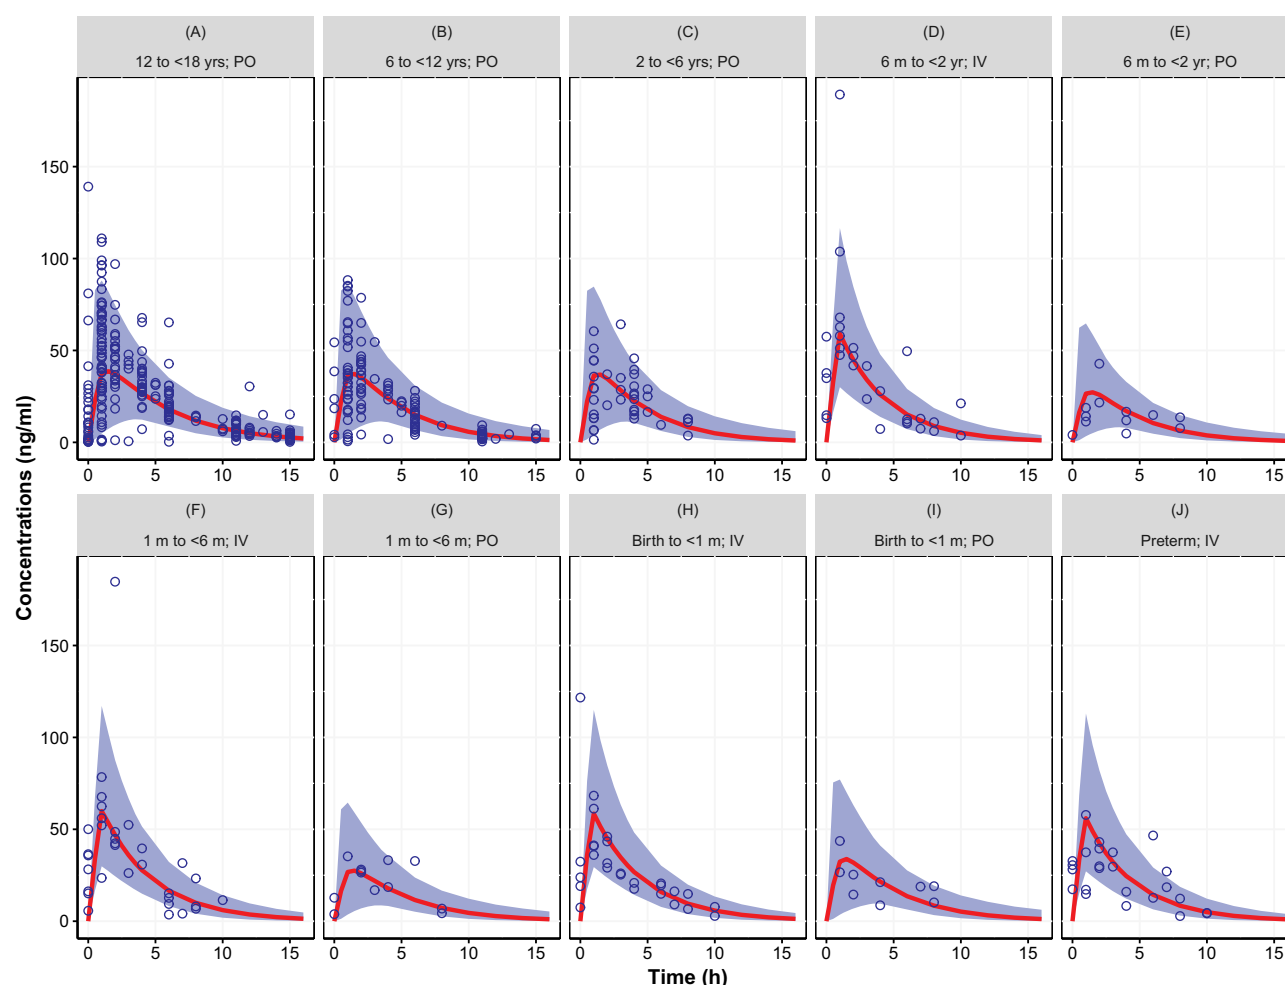 (A) (B) (C) (D) (E)
12 to <18 yrs; PO 6 to <12 yrs; PO 2 to <6 yrs; PO 6 m to <2 yr; IV 6 m to <2 yr; PO
150
100
50
0
0 5 10 15 0 5 10 15 0 5 10 15 0 5 10 15 0 5 10 15
(F) (G) (H) (I) (J)
1 m to <6 m; IV 1 m to <6 m; PO Birth to <1 m; IV Birth to <1 m; PO Preterm; IV
Concentrations (ng/ml)
150
100
50
0
0 5 10 15 0 5 10 15 0 5 10 15 0 5 10 15 0 5 10 15
Time (h)